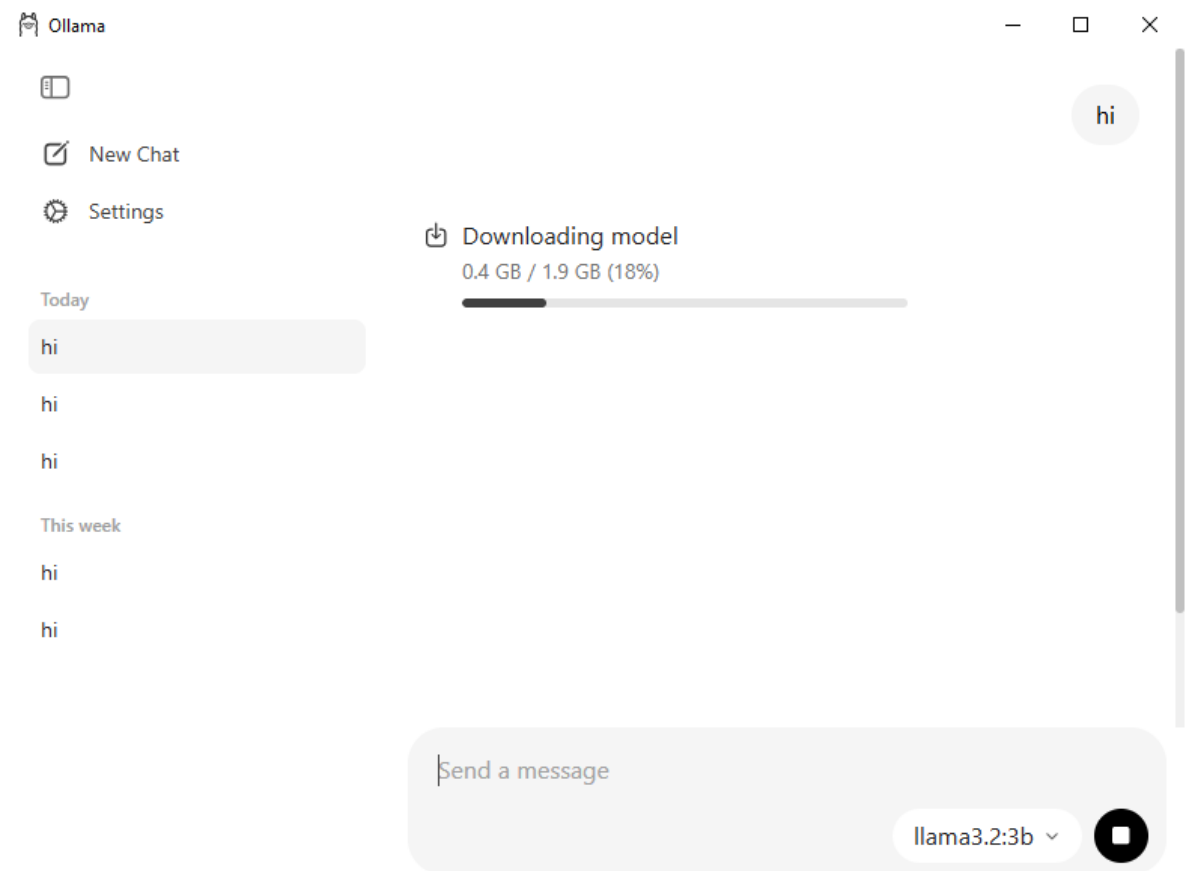 Ollama
New Chat
Settings
Today
hi
hi
hi
This week
hi
hi
hi
Downloading model
0.4 GB / 1.9 GB (18%)
Send a message
llama3.2:3b